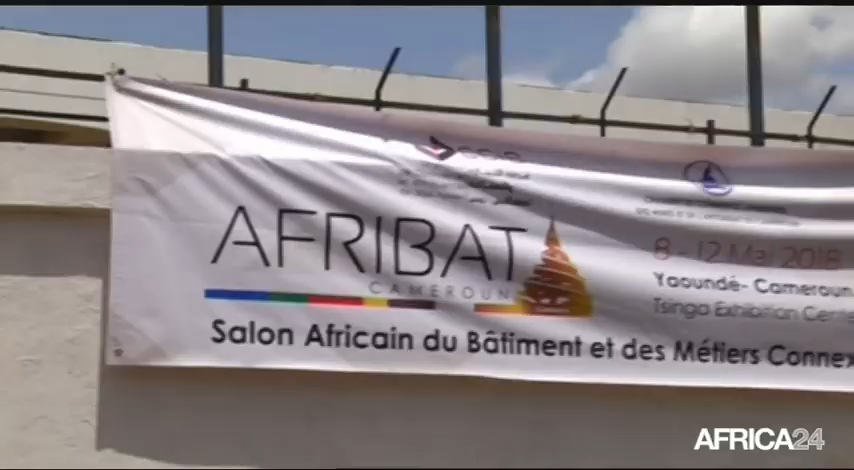 AFRIBAT
CAMEROUN
8 - 12 Mai 2018
Yaoundé- Cameroun
Tsinga Exhibition Cente
Salon Africain du Bâtiment et des Métiers Connex
AFRICA24